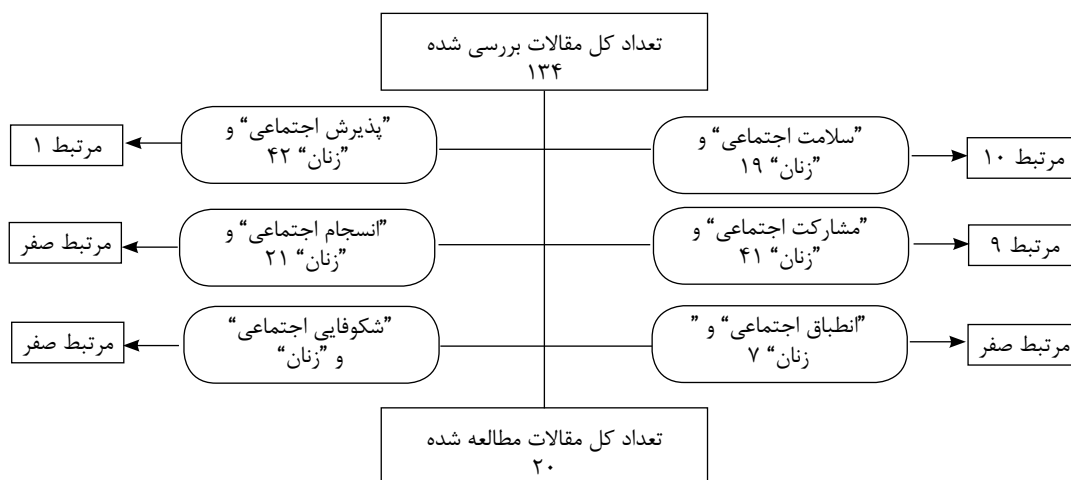 تعداد کل مقالات بررسی شده
۱۳۴
”سلامت اجتماعی“ و
”زنان“ ۱۹
مرتبط ۱۰
”پذیرش اجتماعی“ و
”زنان“ ۴۲
مرتبط ۱
”مشارکت اجتماعی“ و
”زنان“ ۴۱
مرتبط ۹
”انسجام اجتماعی“ و
”زنان“ ۲۱
مرتبط صفر
”انطباق اجتماعی“ و ”
زنان“ ۷
مرتبط صفر
”شکوفایی اجتماعی“
و ”زنان“
مرتبط صفر
تعداد کل مقالات مطالعه شده
۲۰